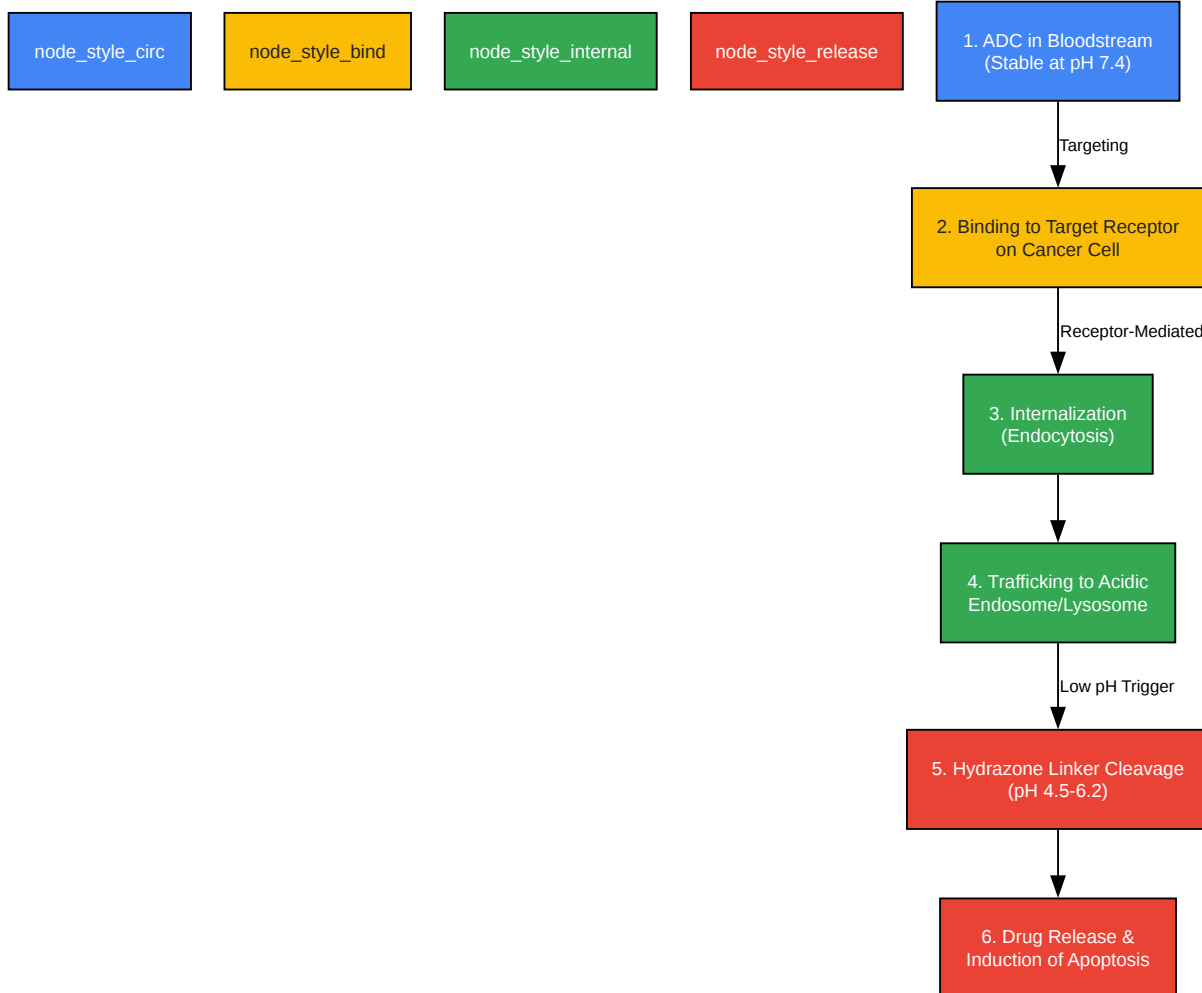 node_style_circ
node_style_bind
node_style_internal
node_style_release
1. ADC in Bloodstream
(Stable at pH 7.4)
Targeting
2. Binding to Target Receptor
on Cancer Cell
Receptor-Mediated
3. Internalization
(Endocytosis)
4. Trafficking to Acidic
Endosome/Lysosome
Low pH Trigger
5. Hydrazone Linker Cleavage
(pH 4.5-6.2)
6. Drug Release &
Induction of Apoptosis